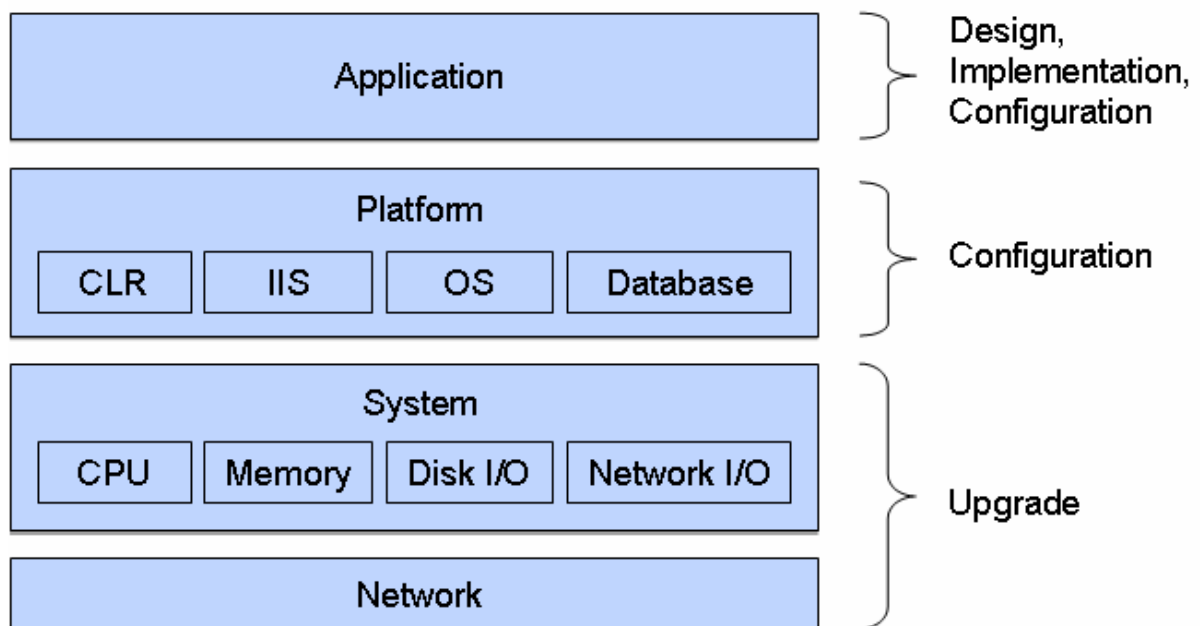 Application
Design,
Implementation,
Configuration
Platform
CLR
IIS
OS
Database
Configuration
System
CPU
Memory
Disk I/O
Network I/O
Upgrade
Network